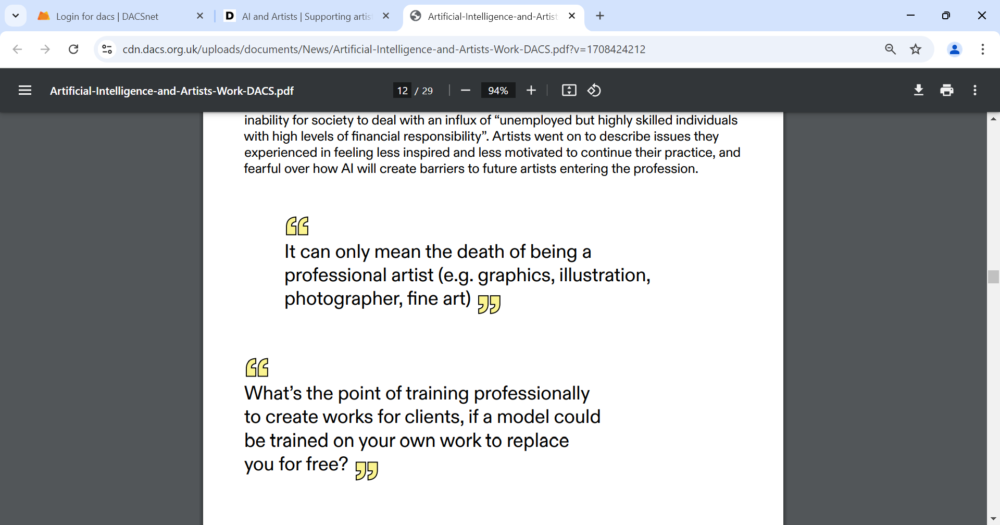 Login for dacs | DACSnet
AI and Artists | Supporting artis
Artificial-Intelligence-and-Artist
cdn.dacs.org.uk/uploads/documents/News/Artificial-Intelligence-and-Artists-Work-DACS.pdf?v=1708424212
Artificial-Intelligence-and-Artists-Work-DACS.pdf
12 / 29
94%
inability for society to deal with an influx of “unemployed but highly skilled individuals
with high levels of financial responsibility”. Artists went on to describe issues they
experienced in feeling less inspired and less motivated to continue their practice, and
fearful over how AI will create barriers to future artists entering the profession.
“
It can only mean the death of being a
professional artist (e.g. graphics, illustration,
photographer, fine art) ”
“
What’s the point of training professionally
to create works for clients, if a model could
be trained on your own work to replace
you for free? ”